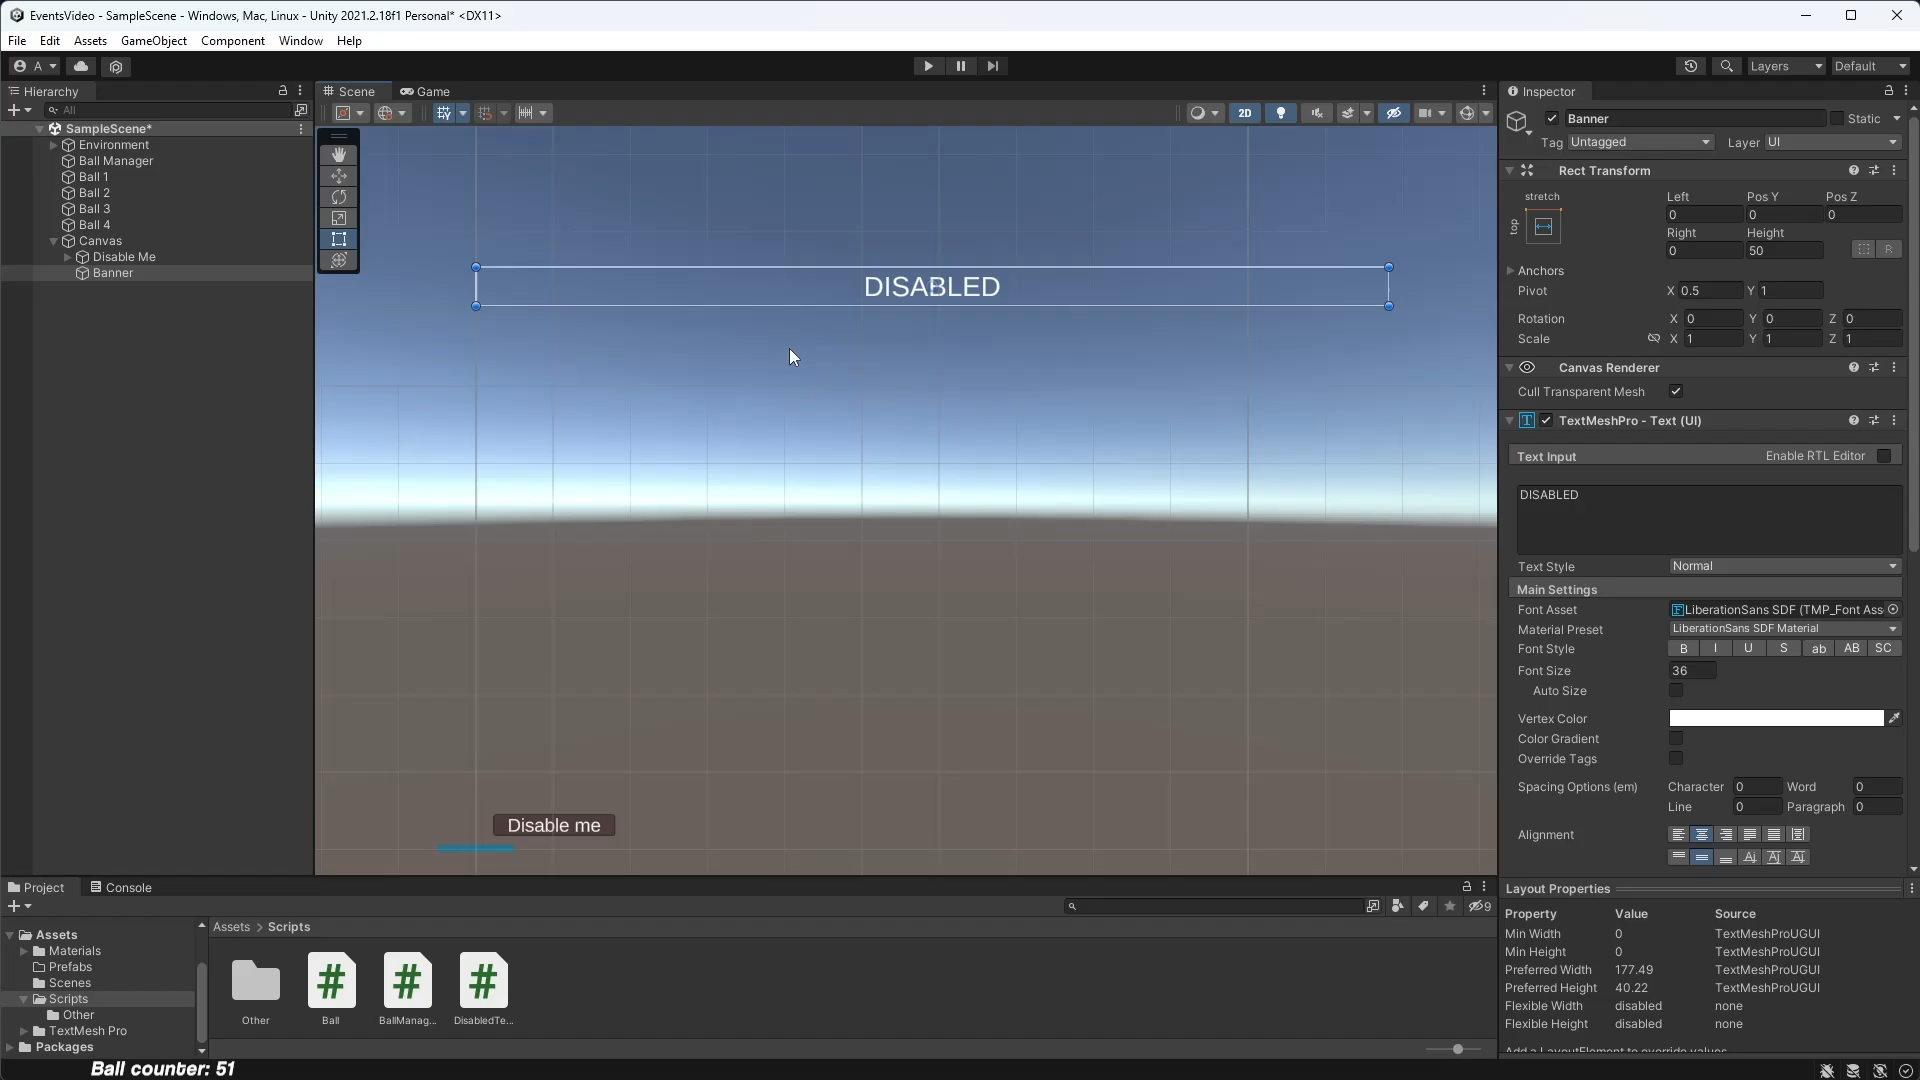 EventsVideo - SampleScene - Windows, Mac, Linux - Unity 2021.2.18f1 Personal* <DX11>
File Edit Assets GameObject Component Window Help
A Layers Default
Hierarchy
All
SampleScene*
Environment
Ball Manager
Ball 1
Ball 2
Ball 3
Ball 4
Canvas
Disable Me
Banner
Scene Game
2D
DISABLED
Disable me
Inspector
Banner Static
Tag Untagged Layer UI
Rect Transform
stretch
top
Left Pos Y Pos Z
0 0 0
Right Height
0 50 R
Anchors
Pivot X 0.5 Y 1
Rotation X 0 Y 0 Z 0
Scale X 1 Y 1 Z 1
Canvas Renderer
Cull Transparent Mesh
TextMeshPro - Text (UI)
Text Input Enable RTL Editor
DISABLED
Text Style Normal
Main Settings
Font Asset LiberationSans SDF (TMP_Font Ass
Material Preset LiberationSans SDF Material
Font Style B I U S ab AB SC
Font Size 36
Auto Size
Vertex Color
Color Gradient
Override Tags
Spacing Options (em) Character 0 Word 0
Line 0 Paragraph 0
Alignment
Layout Properties
Property Value Source
Min Width 0 TextMeshProUGUI
Min Height 0 TextMeshProUGUI
Preferred Width 177.49 TextMeshProUGUI
Preferred Height 40.22 TextMeshProUGUI
Flexible Width disabled none
Flexible Height disabled none
Add a LayoutElement to override values
Project Console
9
Assets
Materials
Prefabs
Scenes
Scripts
Other
TextMesh Pro
Packages
Assets > Scripts
Other Ball BallManag... DisabledTe...
Ball counter: 51